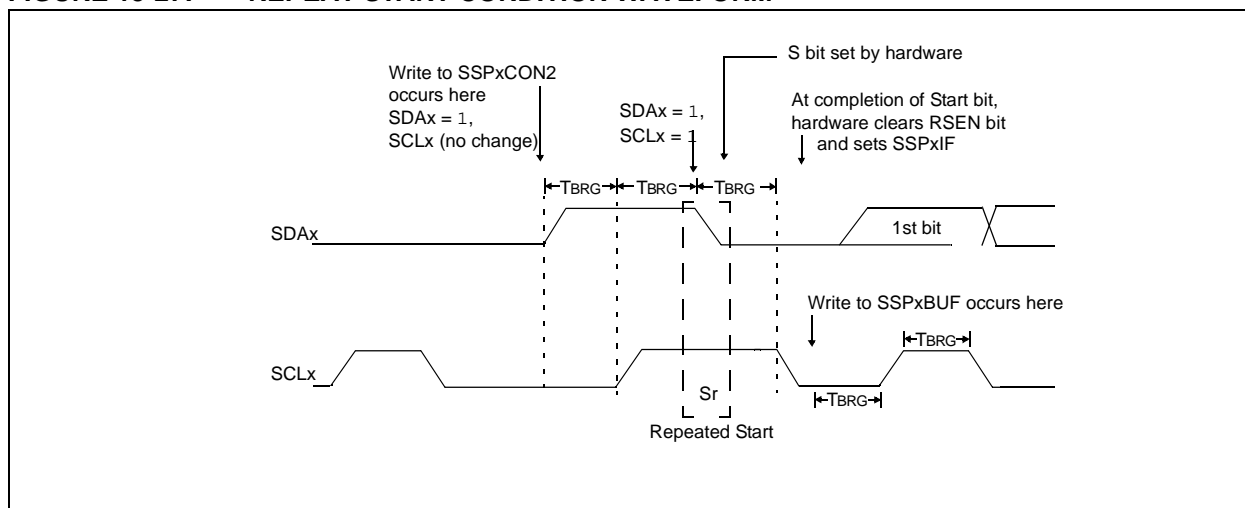 S bit set by hardware
Write to SSPxCON2
occurs here
SDAx = 1,
SCLx (no change)
SDAx = 1,
SCLx = 1
At completion of Start bit,
hardware clears RSEN bit
and sets SSPxIF
TBRG
TBRG
TBRG
SDAx
1st bit
Write to SSPxBUF occurs here
TBRG
SCLx
Sr
TBRG
Repeated Start